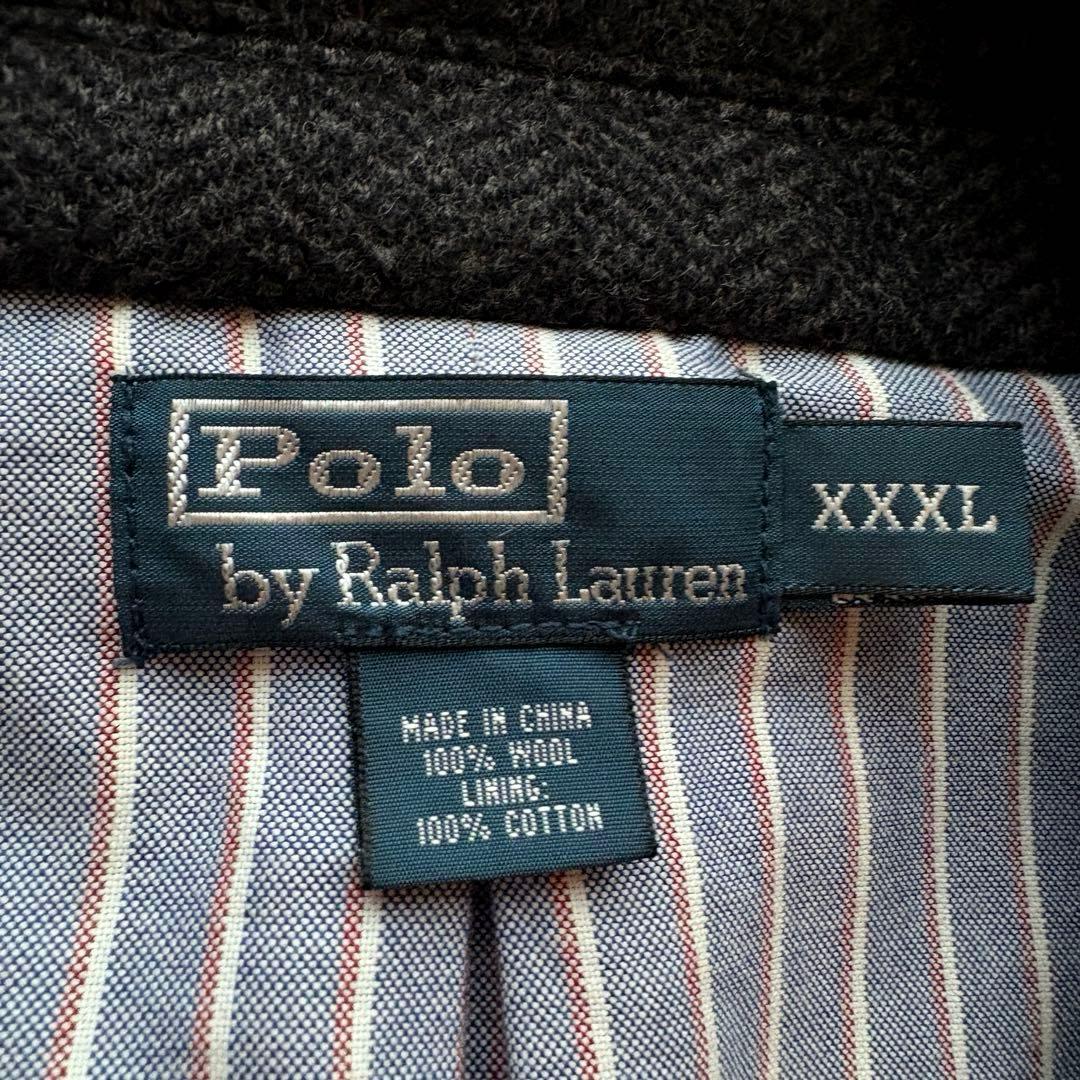 Polo
by Ralph Lauren
XXXL
MADE IN CHINA
100% WOOL
LINING:
100% COTTON